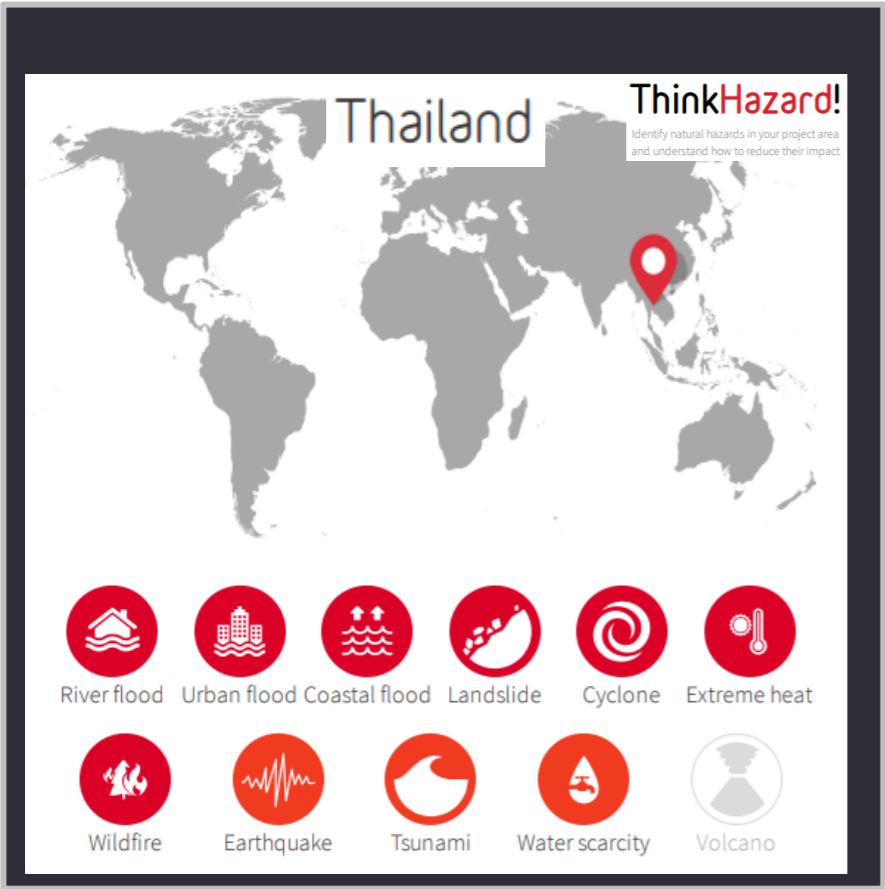 Thailand
ThinkHazard!
Identify natural hazards in your project area
and understand how to reduce their impact
River flood
Urban flood
Coastal flood
Landslide
Cyclone
Extreme heat
Wildfire
Earthquake
Tsunami
Water scarcity
Volcano